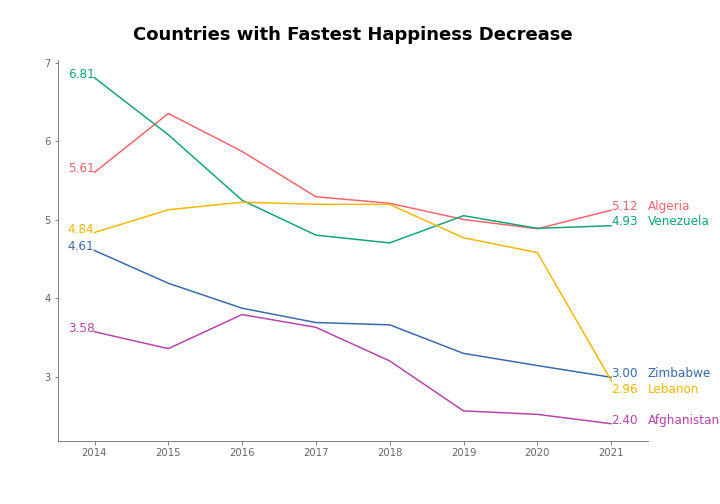 Countries with Fastest Happiness Decrease
7
6.81
6
5.61
5
5.12 Algeria
4.93 Venezuela
4.84
4.61
4
3.58
3
3.00 Zimbabwe
2.96 Lebanon
2.40 Afghanistan
2014 2015 2016 2017 2018 2019 2020 2021